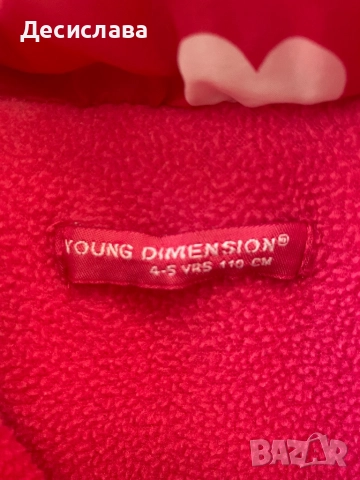 Десислава
YOUNG DIMENSION®
4-5 YRS 110 CM
BAZAR